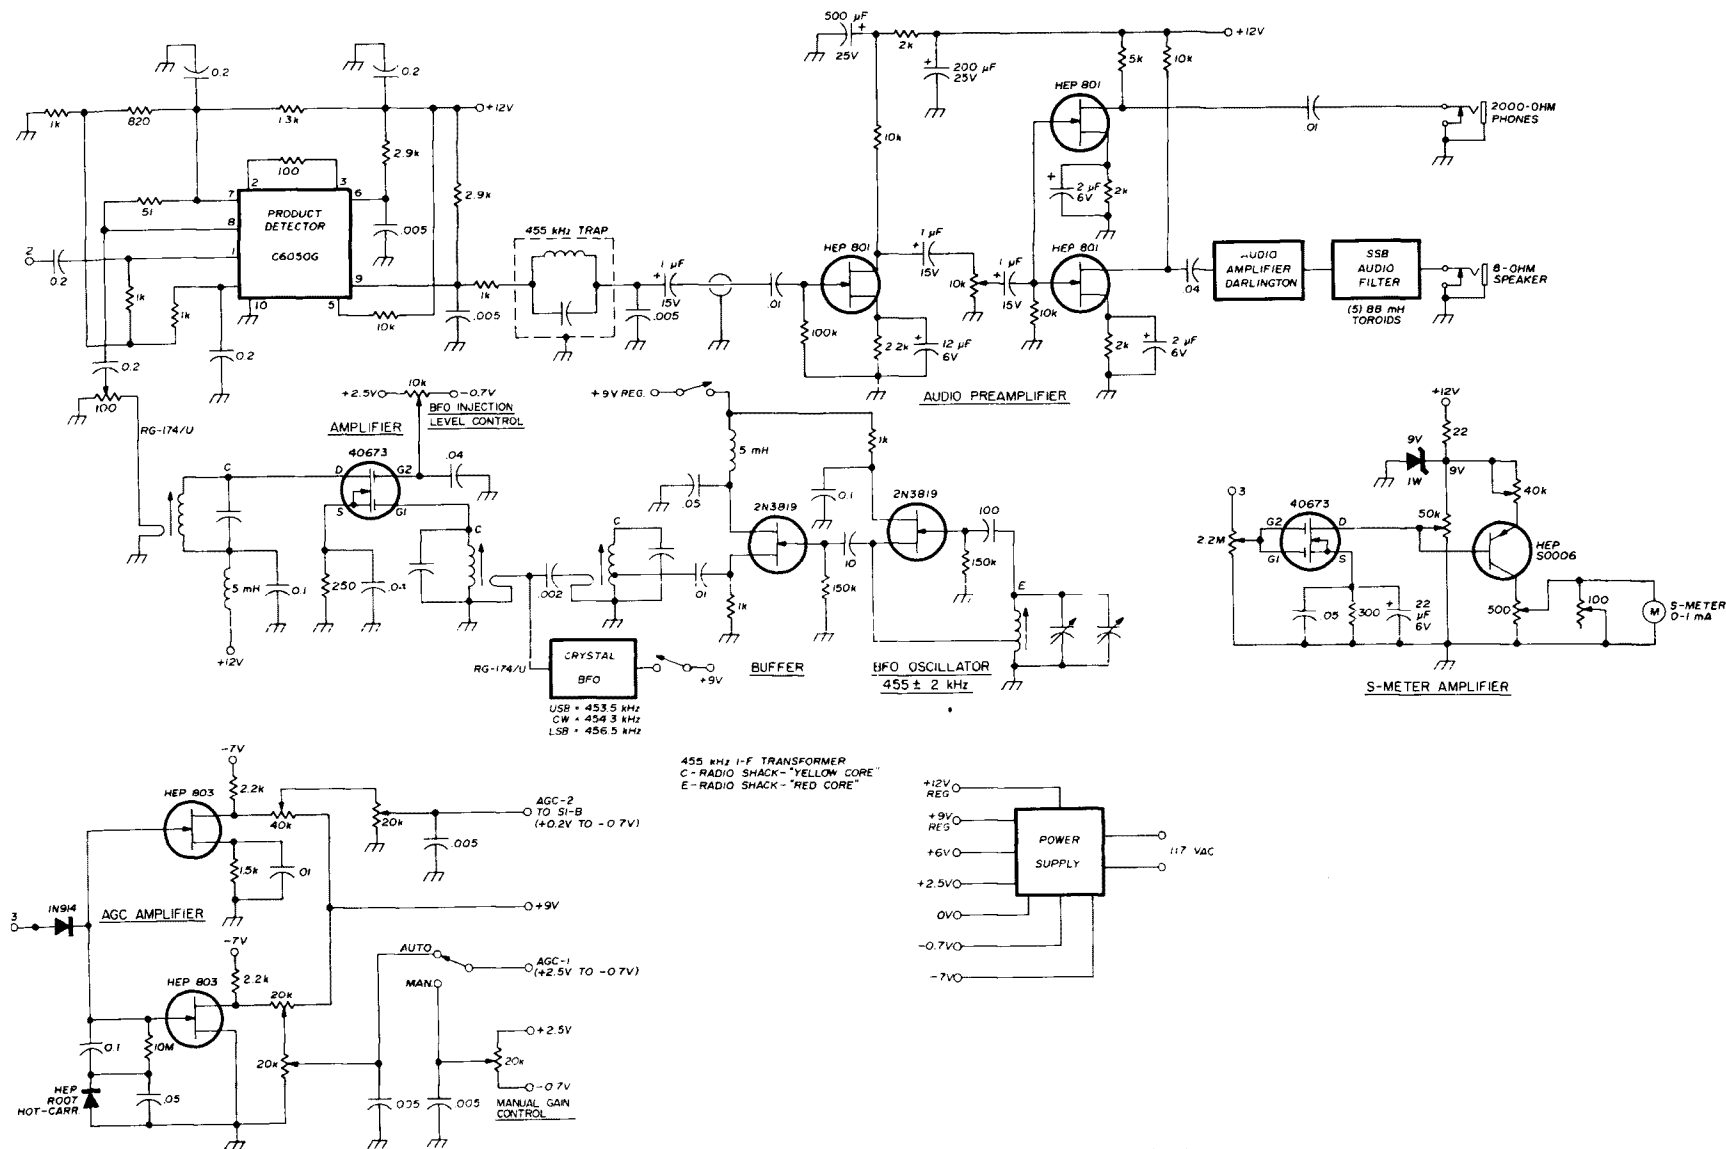 500 µF
25V
2k
200 µF
25V
+12V
5k
10k
HEP 801
.01
2000-OHM
PHONES
2 µF
6V
2k
10k
0.2
0.2
1k
820
1.3k
+12V
2.9k
2.9k
100
2
3
7
6
8
1
9
10
5
51
PRODUCT
DETECTOR
C6050G
.005
2
0.2
1k
1k
0.2
0.2
10k
1k
.005
455 kHz TRAP
.005
1 µF
15V
.01
100k
HEP 801
1 µF
15V
10k
1 µF
15V
10k
HEP 801
2.2k
12 µF
6V
2k
2 µF
6V
.04
AUDIO
AMPLIFIER
DARLINGTON
SSB
AUDIO
FILTER
(5) 88 mH
TOROIDS
8-OHM
SPEAKER
AUDIO PREAMPLIFIER
100
RG-174/U
+2.5V
10k
-0.7V
BFO INJECTION
LEVEL CONTROL
AMPLIFIER
40673
D
G2
S
G1
.04
C
5 mH
0.1
+12V
250
C
.002
C
.01
+9V REG.
5 mH
.05
2N3819
1k
150k
10
0.1
1k
2N3819
100
150k
E
BUFFER
BFO OSCILLATOR
455 ± 2 kHz
RG-174/U
CRYSTAL
BFO
+9V
USB = 453.5 kHz
CW = 454.3 kHz
LSB = 456.5 kHz
+12V
22
9V
1W
9V
40k
3
2.2M
40673
G2
D
G1
S
50k
HEP
S0006
.05
300
22
µF
6V
500
100
M
S-METER
0-1 mA
S-METER AMPLIFIER
455 kHz I-F TRANSFORMER
C-RADIO SHACK-"YELLOW CORE"
E-RADIO SHACK-"RED CORE"
-7V
2.2k
HEP 803
40k
20k
.005
AGC-2
TO S1-B
(+0.2V TO -0.7V)
1.5k
.01
3
1N914
AGC AMPLIFIER
+9V
-7V
2.2k
HEP 803
20k
AUTO
AGC-1
(+2.5V TO -0.7V)
MAN.
0.1
10M
20k
+2.5V
20k
-0.7V
HEP
ROOT
HOT-CARR.
.05
.005
.005
MANUAL GAIN
CONTROL
+12V
REG
+9V
REG
+6V
+2.5V
0V
-0.7V
-7V
POWER
SUPPLY
117 VAC